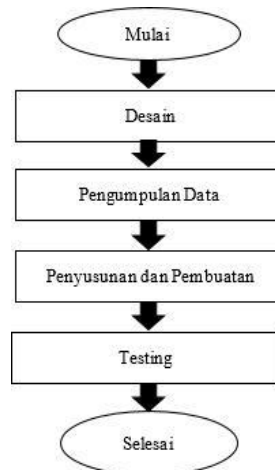 Mulai
Desain
Pengumpulan Data
Penyusunan dan Pembuatan
Testing
Selesai